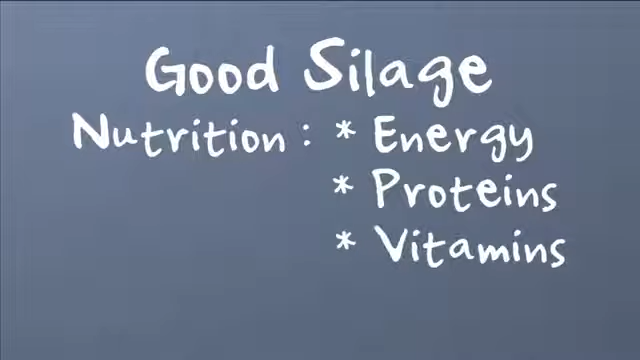 Good Silage
Nutrition : * Energy
* Proteins
* Vitamins